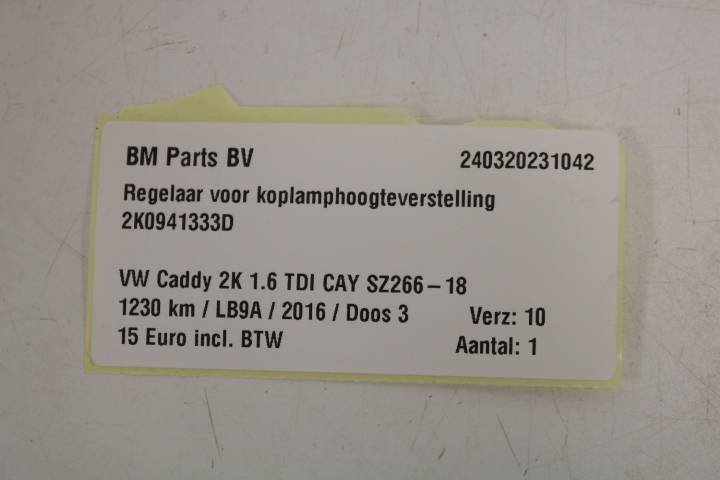 BM Parts BV 240320231042
Regelaar voor koplamphoogteverstelling
2K0941333D
VW Caddy 2K 1.6 TDI CAY SZ266-18
1230 km / LB9A / 2016 / Doos 3 Verz: 10
15 Euro incl. BTW Aantal: 1